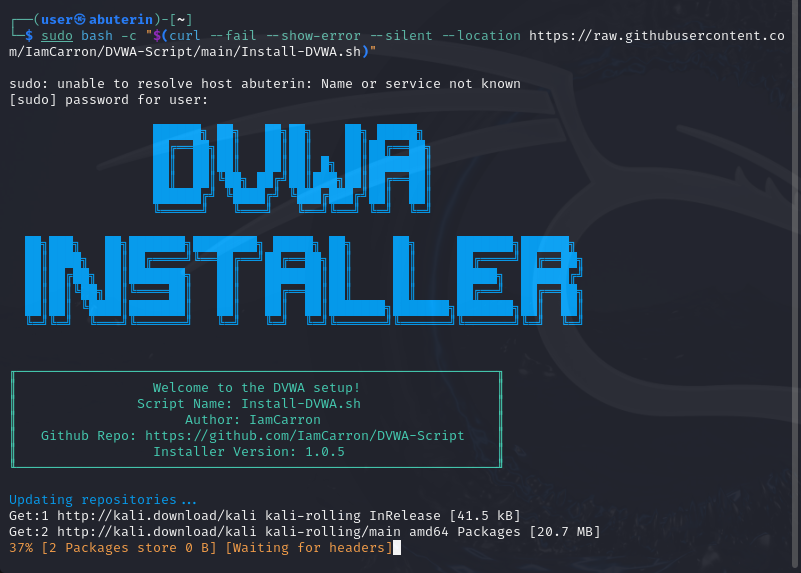 ┌──(user㉿abuterin)-[~]
└─$ sudo bash -c "$(curl --fail --show-error --silent --location https://raw.githubusercontent.co
m/IamCarron/DVWA-Script/main/Install-DVWA.sh)"
sudo: unable to resolve host abuterin: Name or service not known
[sudo] password for user:
DVWA
INSTALLER
Welcome to the DVWA setup!
Script Name: Install-DVWA.sh
Author: IamCarron
Github Repo: https://github.com/IamCarron/DVWA-Script
Installer Version: 1.0.5
Updating repositories...
Get:1 http://kali.download/kali kali-rolling InRelease [41.5 kB]
Get:2 http://kali.download/kali kali-rolling/main amd64 Packages [20.7 MB]
37% [2 Packages store 0 B] [Waiting for headers]